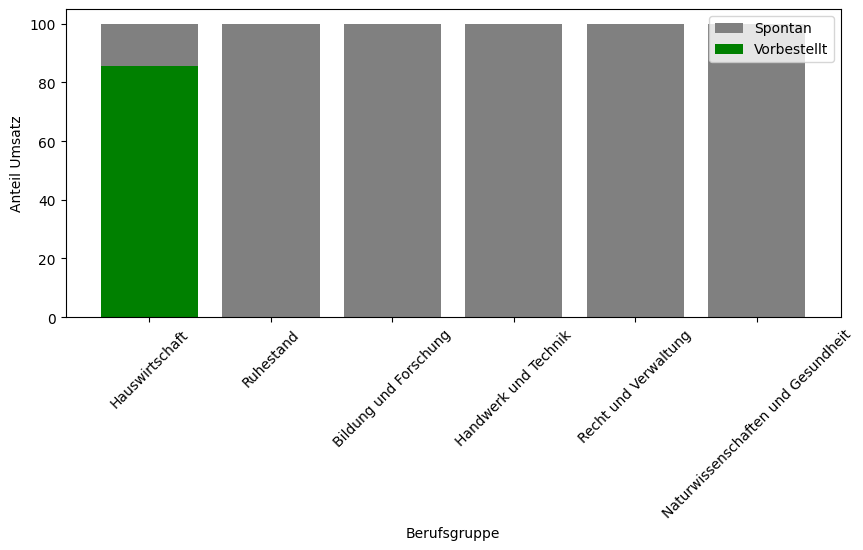 100
80
60
40
20
0
Anteil Umsatz
Spontan
Vorbestellt
Hauswirtschaft
Ruhestand
Bildung und Forschung
Handwerk und Technik
Recht und Verwaltung
Naturwissenschaften und Gesundheit
Berufsgruppe